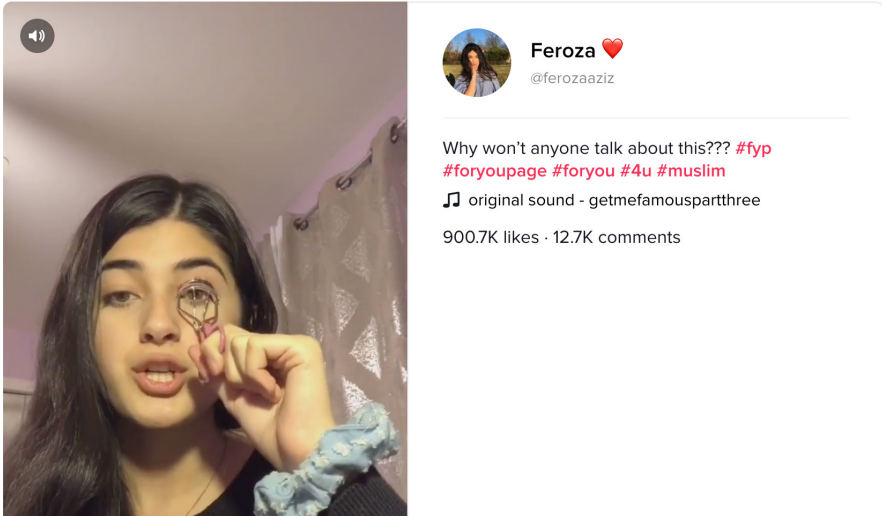 Feroza ❤️
@ferozaaziz
Why won’t anyone talk about this??? #fyp
#foryoupage #foryou #4u #muslim
original sound - getmefamouspartthree
900.7K likes · 12.7K comments